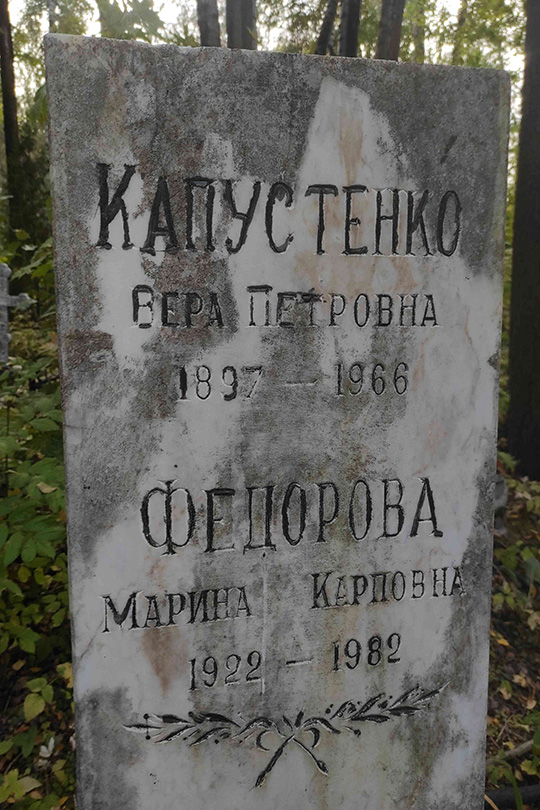 КАПУСТЕНКО
ВЕРА ПЕТРОВНА
1897 — 1966
ФЕДОРОВА
МАРИНА КАРПОВНА
1922 — 1982